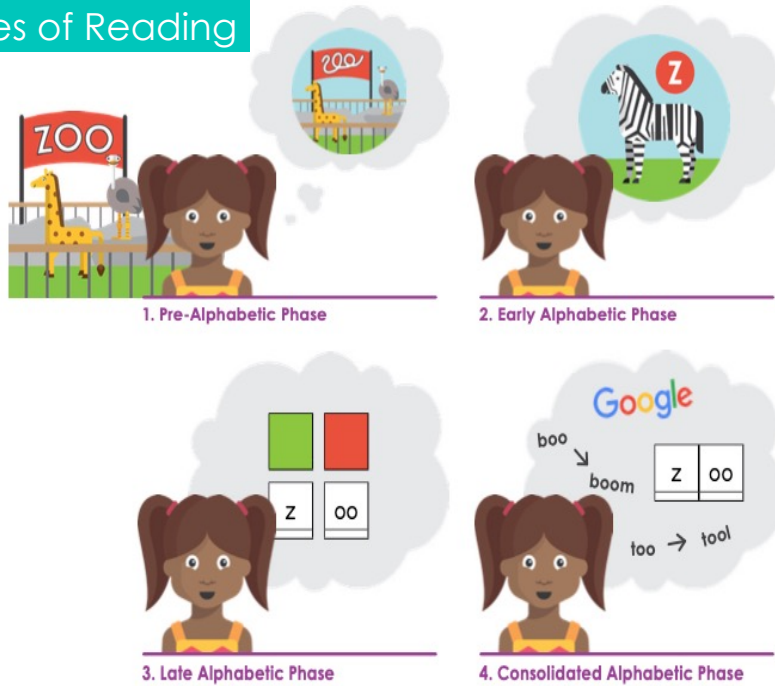 es of Reading
zoo
ZOO
Z
1. Pre-Alphabetic Phase
2. Early Alphabetic Phase
z
oo
3. Late Alphabetic Phase
Google
boo
boom
z
oo
too → tool
4. Consolidated Alphabetic Phase